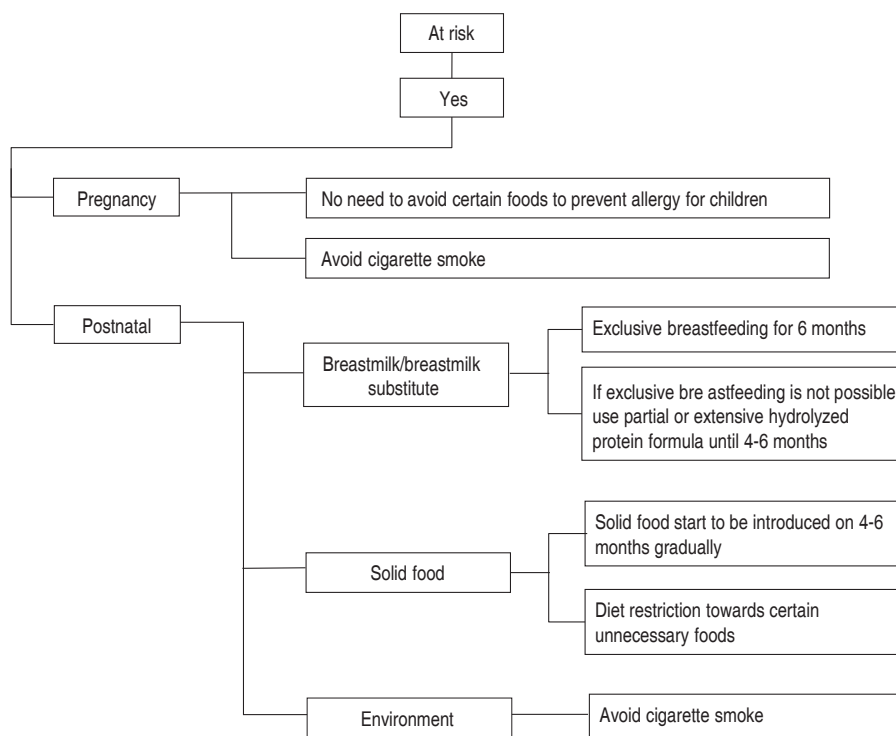 At risk
Yes
Pregnancy
No need to avoid certain foods to prevent allergy for children
Avoid cigarette smoke
Postnatal
Breastmilk/breastmilk
substitute
Exclusive breastfeeding for 6 months
If exclusive bre astfeeding is not possible
use partial or extensive hydrolyzed
protein formula until 4-6 months
Solid food
Solid food start to be introduced on 4-6
months gradually
Diet restriction towards certain
unnecessary foods
Environment
Avoid cigarette smoke